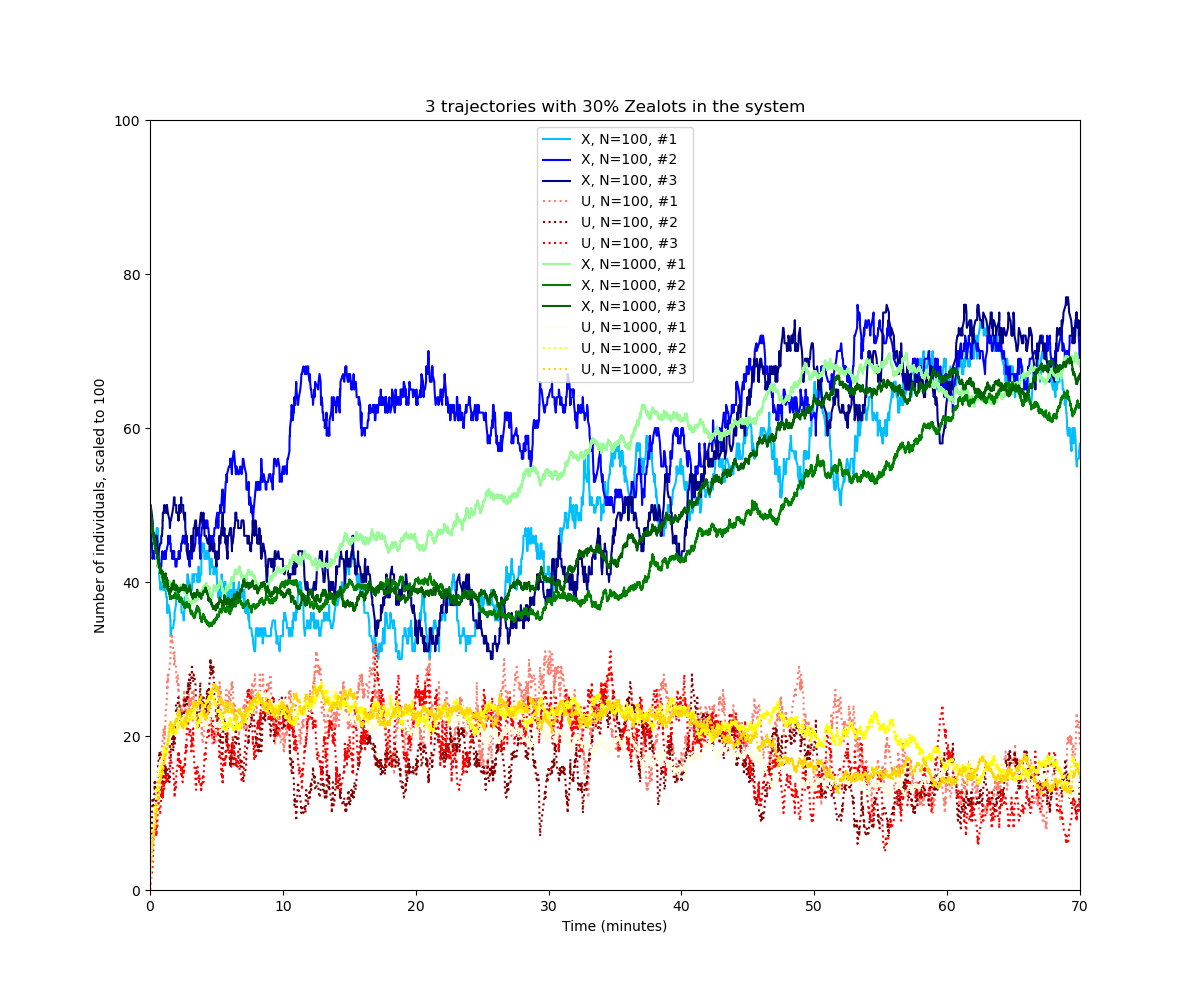 3 trajectories with 30% Zealots in the system
100
80
60
40
20
0
Number of individuals, scaled to 100
X, N=100, #1
X, N=100, #2
X, N=100, #3
U, N=100, #1
U, N=100, #2
U, N=100, #3
X, N=1000, #1
X, N=1000, #2
X, N=1000, #3
U, N=1000, #1
U, N=1000, #2
U, N=1000, #3
0 10 20 30 40 50 60 70
Time (minutes)